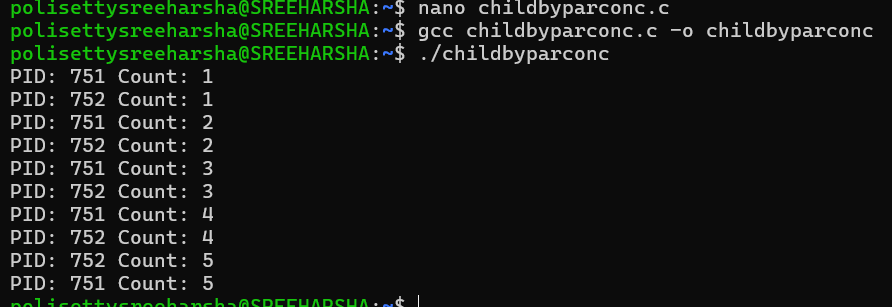 polisettysreeharsha@SREEHARSHA:~$ nano childbyparconc.c
polisettysreeharsha@SREEHARSHA:~$ gcc childbyparconc.c -o childbyparconc
polisettysreeharsha@SREEHARSHA:~$ ./childbyparconc
PID: 751 Count: 1
PID: 752 Count: 1
PID: 751 Count: 2
PID: 752 Count: 2
PID: 751 Count: 3
PID: 752 Count: 3
PID: 751 Count: 4
PID: 752 Count: 4
PID: 752 Count: 5
PID: 751 Count: 5
polisettysreeharsha@SREEHARSHA:~$